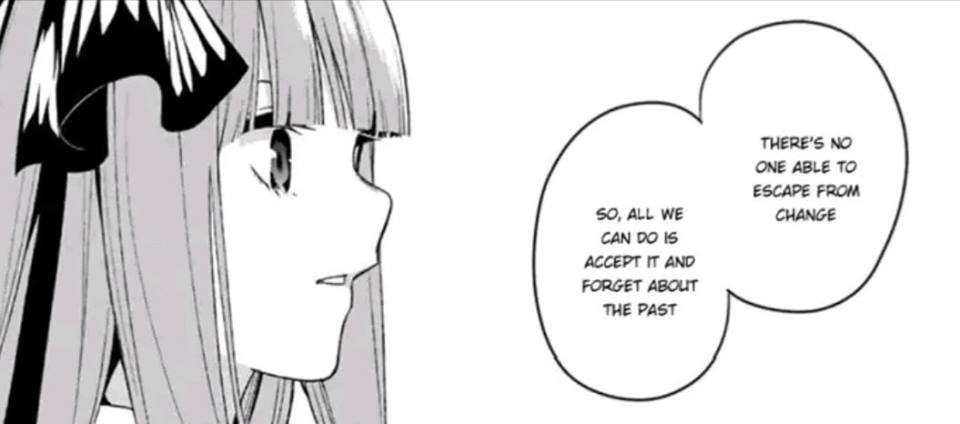 THERE'S NO
ONE ABLE TO
ESCAPE FROM
CHANGE
SO, ALL WE
CAN DO IS
ACCEPT IT AND
FORGET ABOUT
THE PAST